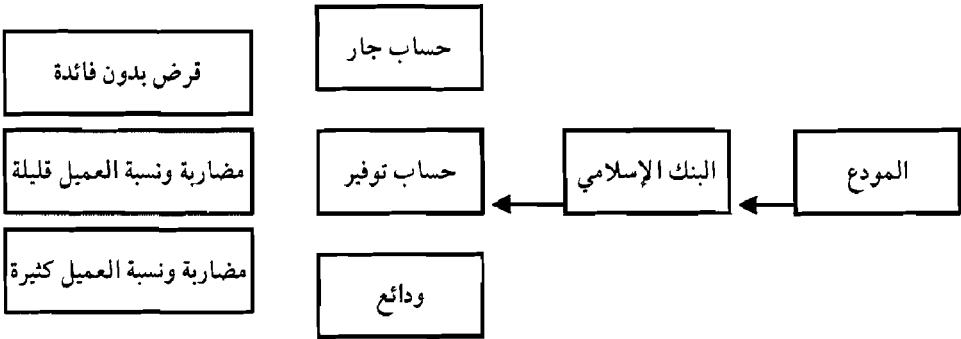 المودع
البنك الإسلامي
حساب جار
حساب توفير
ودائع
قرض بدون فائدة
مضاربة ونسبة العميل قليلة
مضاربة ونسبة العميل كثيرة